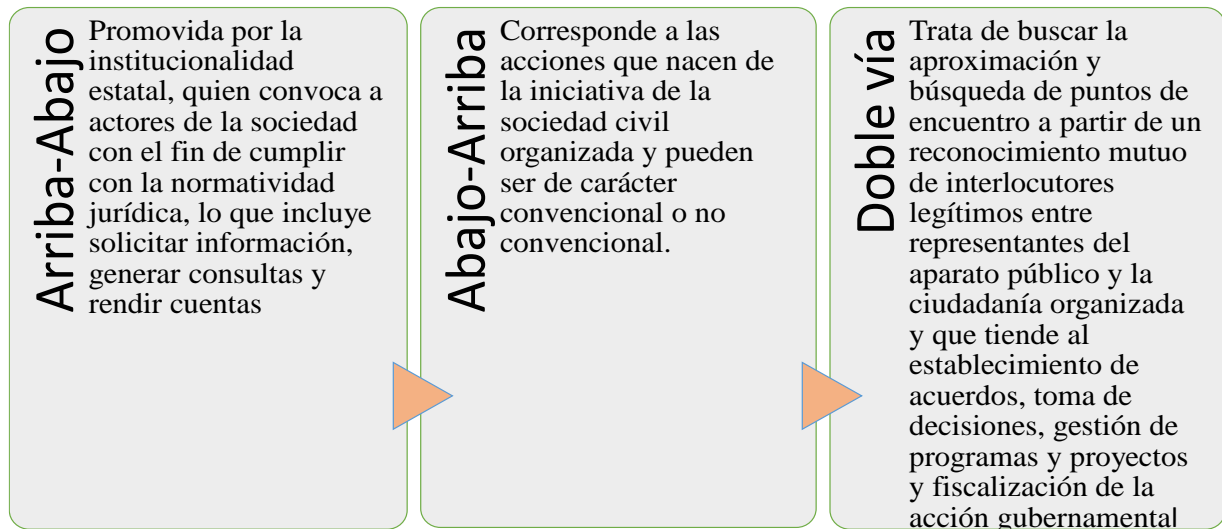 Arriba-Abajo
Promovida por la
institucionalidad
estatal, quien convoca a
actores de la sociedad
con el fin de cumplir
con la normatividad
jurídica, lo que incluye
solicitar información,
generar consultas y
rendir cuentas
Abajo-Arriba
Corresponde a las
acciones que nacen de
la iniciativa de la
sociedad civil
organizada y pueden
ser de carácter
convencional o no
convencional.
Doble vía
Trata de buscar la
aproximación y
búsqueda de puntos de
encuentro a partir de un
reconocimiento mutuo
de interlocutores
legítimos entre
representantes del
aparato público y la
ciudadanía organizada
y que tiende al
establecimiento de
acuerdos, toma de
decisiones, gestión de
programas y proyectos
y fiscalización de la
acción gubernamental